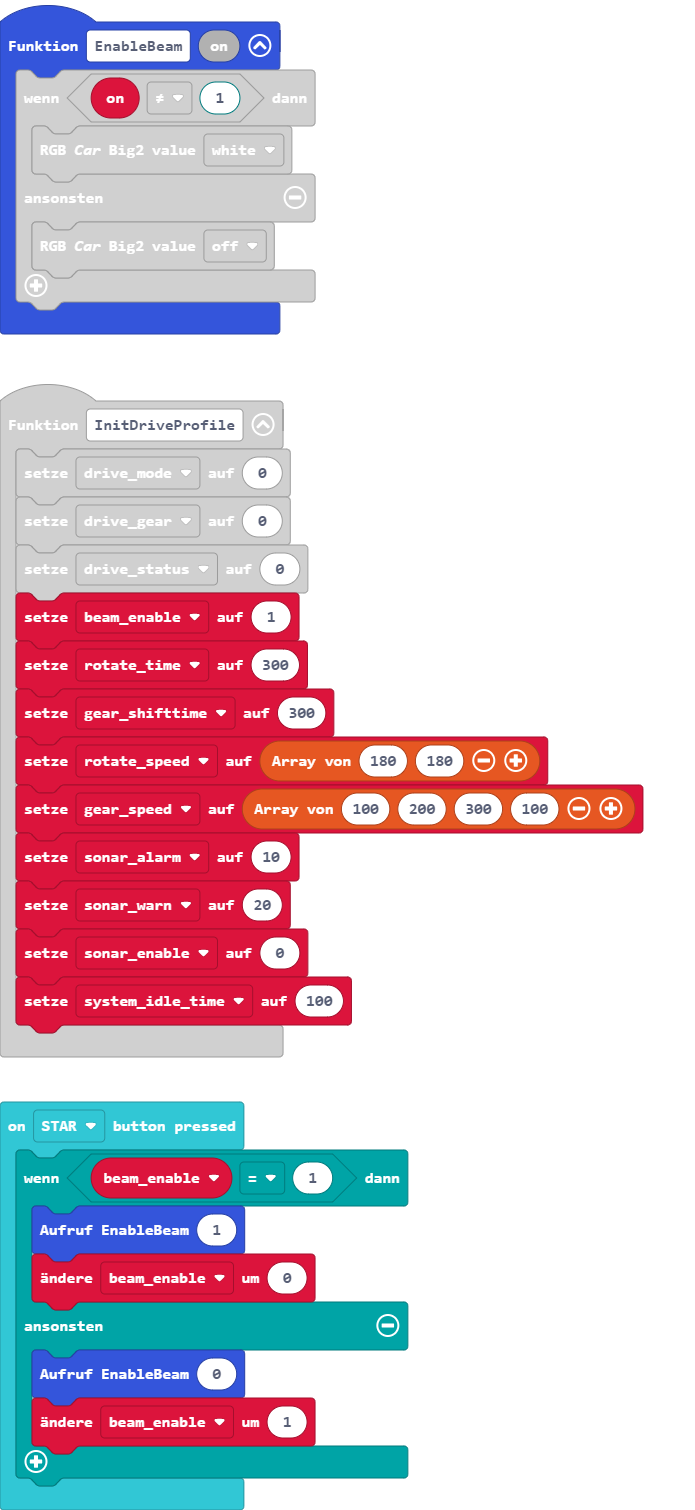 Funktion EnableBeam on
wenn on ≠ 1 dann
RGB Car Big2 value white
ansonsten
RGB Car Big2 value off
Funktion InitDriveProfile
setze drive_mode auf 0
setze drive_gear auf 0
setze drive_status auf 0
setze beam_enable auf 1
setze rotate_time auf 300
setze gear_shifttime auf 300
setze rotate_speed auf Array von 180 180
setze gear_speed auf Array von 100 200 300 100
setze sonar_alarm auf 10
setze sonar_warn auf 20
setze sonar_enable auf 0
setze system_idle_time auf 100
on STAR button pressed
wenn beam_enable = 1 dann
Aufruf EnableBeam 1
ändere beam_enable um 0
ansonsten
Aufruf EnableBeam 0
ändere beam_enable um 1